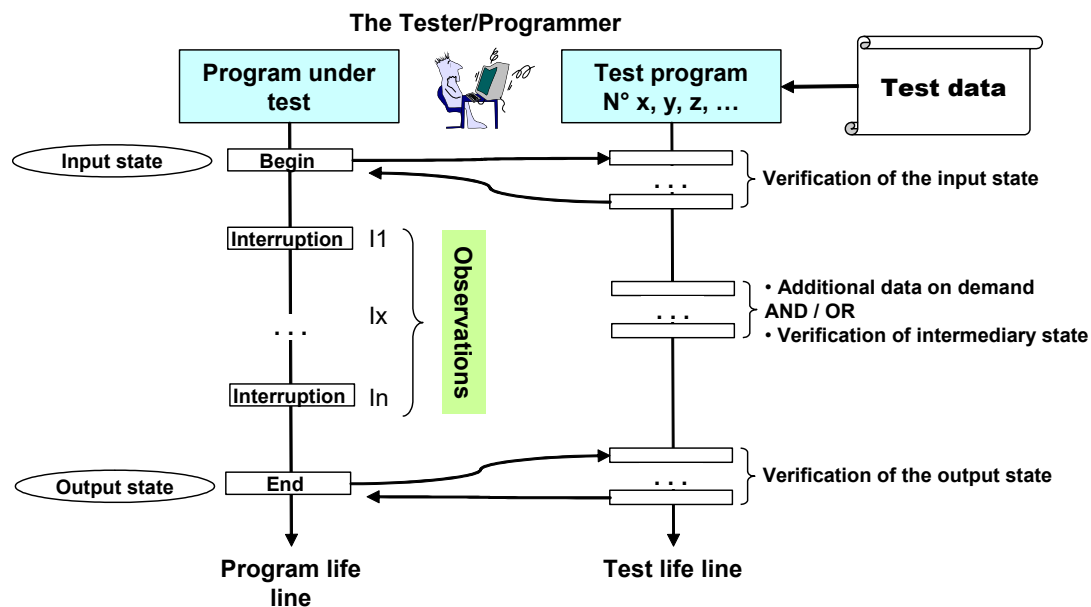 The Tester/Programmer
Program under
test
Test program
N° x, y, z, …
Test data
Input state
Begin
. . .
Verification of the input state
Interruption
I1
Observations
• Additional data on demand
AND / OR
• Verification of intermediary state
. . .
Ix
. . .
Interruption
In
Output state
End
. . .
Verification of the output state
Program life
line
Test life line